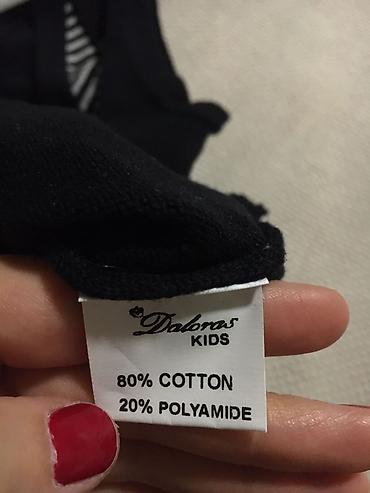 Daloras
KIDS
80% COTTON
20% POLYAMIDE